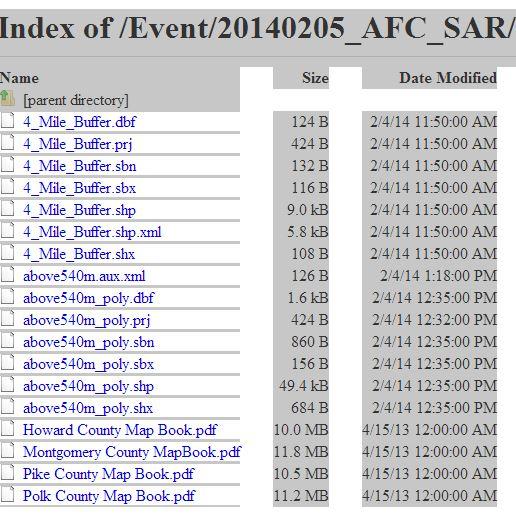 Index of /Event/20140205_AFC_SAR/
Name Size Date Modified
[parent directory]
4_Mile_Buffer.dbf 124 B 2/4/14 11:50:00 AM
4_Mile_Buffer.prj 424 B 2/4/14 11:50:00 AM
4_Mile_Buffer.sbn 132 B 2/4/14 11:50:00 AM
4_Mile_Buffer.sbx 116 B 2/4/14 11:50:00 AM
4_Mile_Buffer.shp 9.0 kB 2/4/14 11:50:00 AM
4_Mile_Buffer.shp.xml 5.8 kB 2/4/14 11:50:00 AM
4_Mile_Buffer.shx 108 B 2/4/14 11:50:00 AM
above540m.aux.xml 126 B 2/4/14 1:18:00 PM
above540m_poly.dbf 1.6 kB 2/4/14 12:35:00 PM
above540m_poly.prj 424 B 2/4/14 12:32:00 PM
above540m_poly.sbn 860 B 2/4/14 12:35:00 PM
above540m_poly.sbx 156 B 2/4/14 12:35:00 PM
above540m_poly.shp 49.4 kB 2/4/14 12:35:00 PM
above540m_poly.shx 684 B 2/4/14 12:35:00 PM
Howard County Map Book.pdf 10.0 MB 4/15/13 12:00:00 AM
Montgomery County MapBook.pdf 11.8 MB 4/15/13 12:00:00 AM
Pike County Map Book.pdf 10.5 MB 4/15/13 12:00:00 AM
Polk County Map Book.pdf 11.2 MB 4/15/13 12:00:00 AM